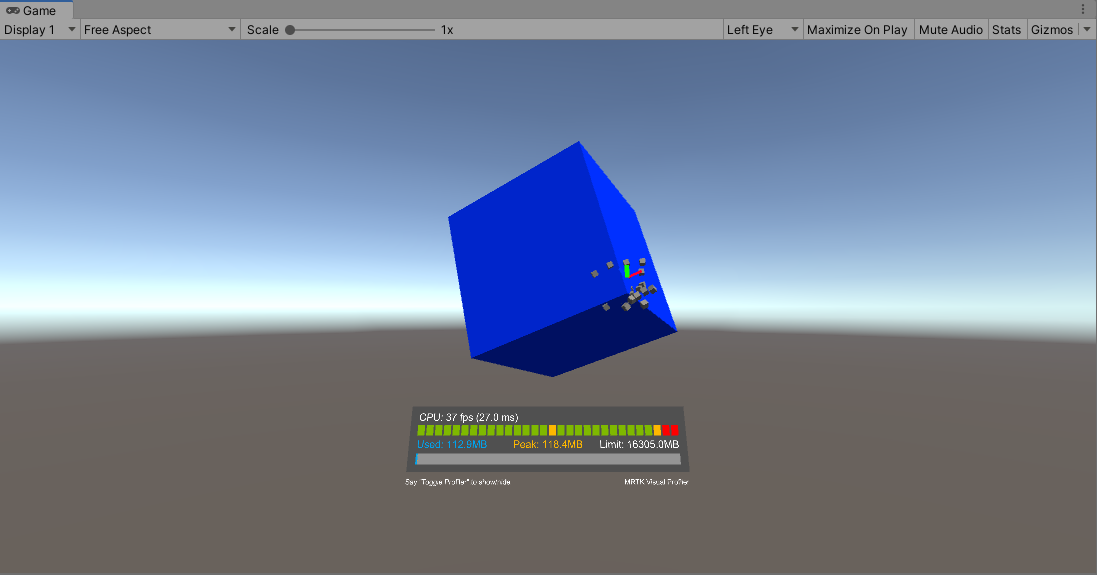 Game
Display 1 Free Aspect Scale 1x Left Eye Maximize On Play Mute Audio Stats Gizmos
CPU: 37 fps (27.0 ms)
Used: 112.9MB Peak: 118.4MB Limit: 16305.0MB
Say "Toggle Profiler" to show/hide MRTK Visual Profiler